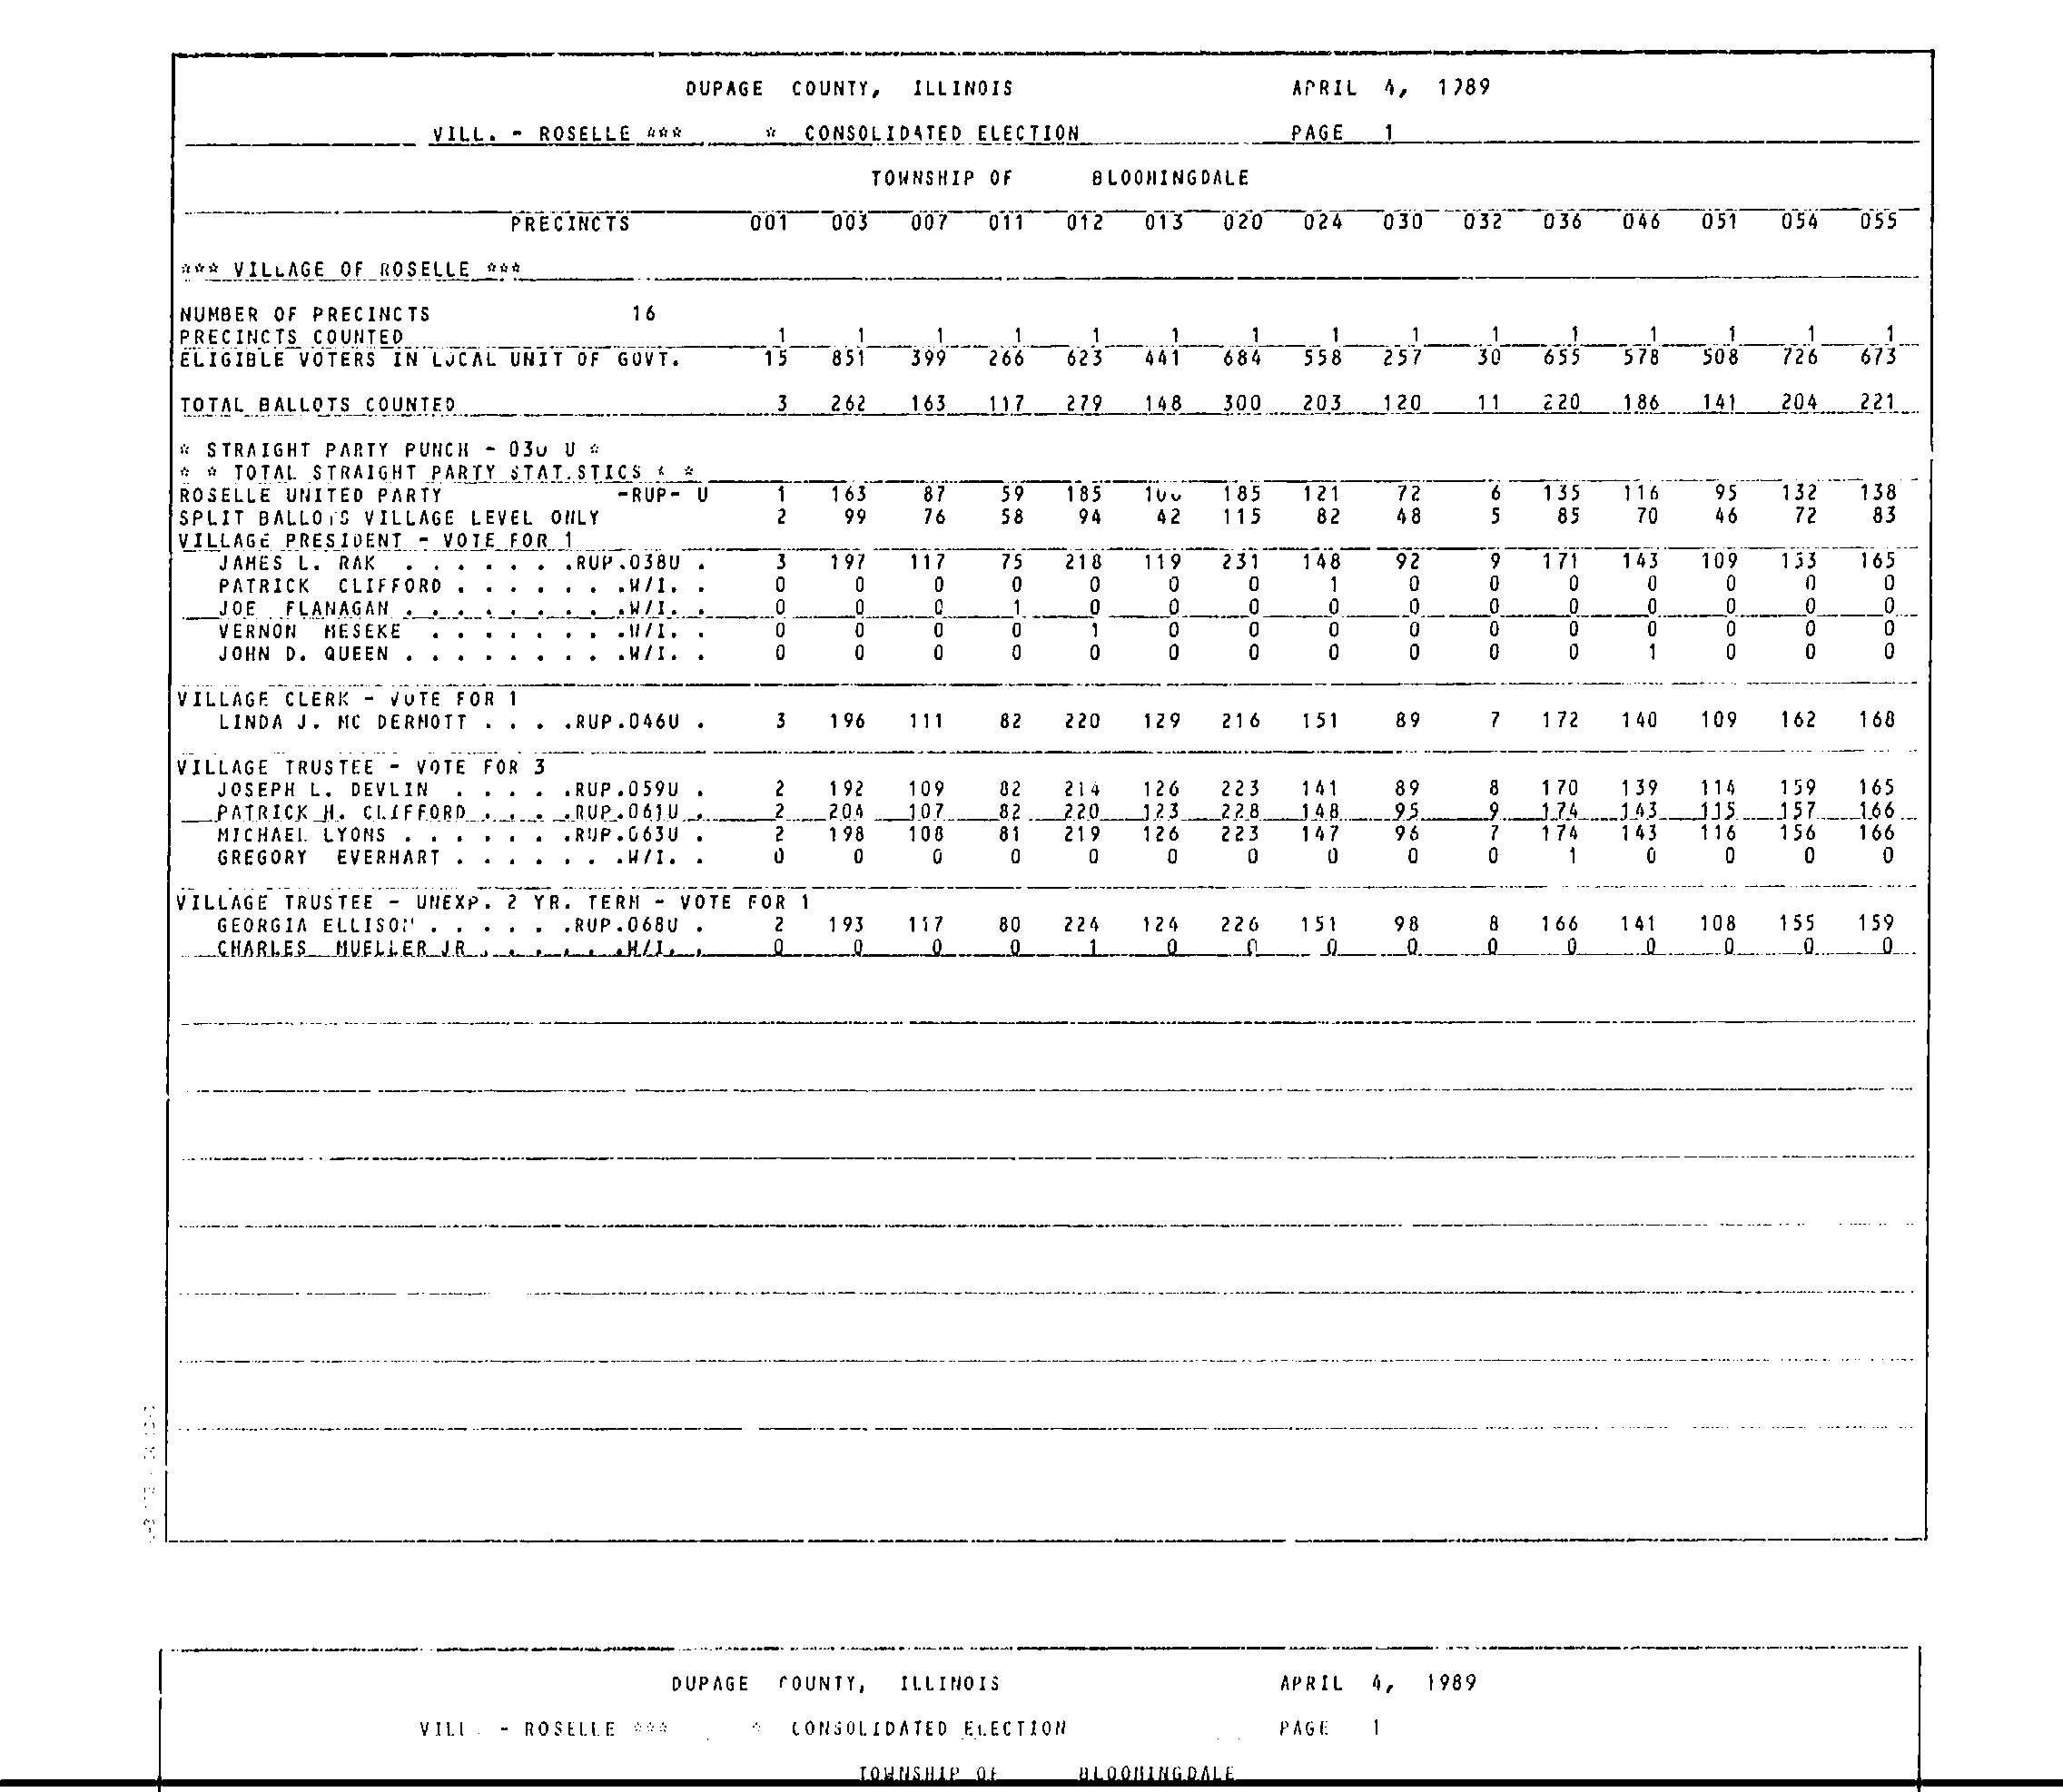 DUPAGE COUNTY, ILLINOIS APRIL 4, 1989
VILL. - ROSELLE *** * CONSOLIDATED ELECTION PAGE 1
TOWNSHIP OF BLOOMINGDALE
PRECINCTS 001 003 007 011 012 013 020 024 030 032 036 046 051 054 055
*** VILLAGE OF ROSELLE ***
NUMBER OF PRECINCTS 16
PRECINCTS COUNTED 1 1 1 1 1 1 1 1 1 1 1 1 1 1 1
ELIGIBLE VOTERS IN LOCAL UNIT OF GOVT. 15 851 399 266 623 441 684 558 257 30 655 578 508 726 673
TOTAL BALLOTS COUNTED 3 262 163 117 279 148 300 203 120 11 220 186 141 204 221
* STRAIGHT PARTY PUNCH - U *
* * TOTAL STRAIGHT PARTY STATISTICS * *
ROSELLE UNITED PARTY -RUP- U 1 163 87 59 185 185 121 72 6 135 116 95 132 138
SPLIT BALLOTS VILLAGE LEVEL ONLY 2 99 76 58 94 42 115 82 48 5 85 70 46 72 83
VILLAGE PRESIDENT - VOTE FOR 1
JAMES L. RAK . . . . . . .RUP.038U . 3 197 117 75 218 119 231 148 92 9 171 143 109 153 165
PATRICK CLIFFORD . . . . . . .W/I. . 0 0 0 0 0 0 0 1 0 0 0 0 0 0 0
JOE FLANAGAN . . . . . . . . .W/I. . 0 0 0 1 0 0 0 0 0 0 0 0 0 0 0
VERNON MESEKE . . . . . . . .W/I. . 0 0 0 0 1 0 0 0 0 0 0 0 0 0 0
JOHN D. QUEEN . . . . . . . . .W/I. . 0 0 0 0 0 0 0 0 0 0 0 1 0 0 0
VILLAGE CLERK - VOTE FOR 1
LINDA J. MC DERMOTT . . . .RUP.046U . 3 196 111 82 220 129 216 151 89 7 172 140 109 162 168
VILLAGE TRUSTEE - VOTE FOR 3
JOSEPH L. DEVLIN . . . . .RUP.059U . 2 192 109 82 214 126 223 141 89 8 170 139 114 159 165
PATRICK H. CLIFFORD . . . .RUP.061U . 2 204 107 82 220 123 228 148 95 9 174 143 115 157 166
MICHAEL LYONS . . . . . . .RUP.063U . 2 198 108 81 219 126 223 147 96 7 174 143 116 156 166
GREGORY EVERHART . . . . . . .W/I. . 0 0 0 0 0 0 0 0 0 0 1 0 0 0 0
VILLAGE TRUSTEE - UNEXP. 2 YR. TERM - VOTE FOR 1
GEORGIA ELLISON . . . . . .RUP.068U . 2 193 117 80 224 124 226 151 98 8 166 141 108 155 159
CHARLES MUELLER JR . . . . . .W/I. . 0 0 0 0 1 0 0 0 0 0 0 0 0 0 0
DUPAGE COUNTY, ILLINOIS APRIL 4, 1989
VILL. - ROSELLE *** * CONSOLIDATED ELECTION PAGE 1
TOWNSHIP OF BLOOMINGDALE